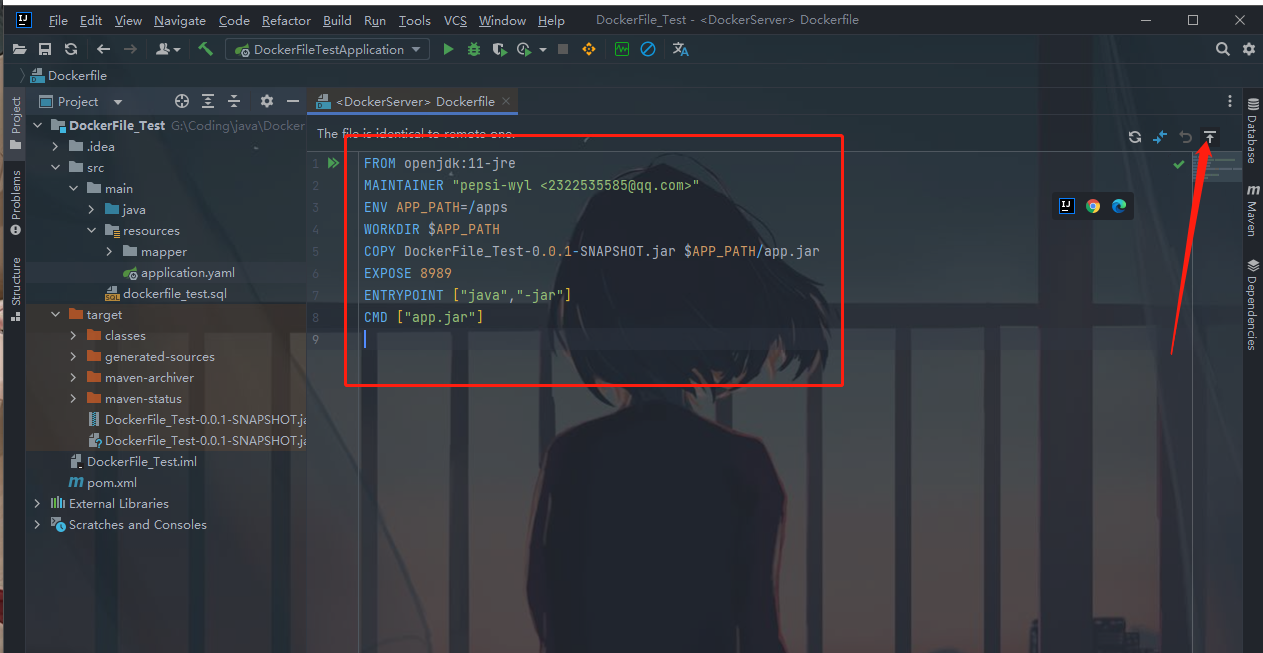 File Edit View Navigate Code Refactor Build Run Tools VCS Window Help DockerFile_Test - <DockerServer> Dockerfile
DockerFileTestApplication
Dockerfile
Project
<DockerServer> Dockerfile
The file is identical to remote one.
Project
Problems
Structure
DockerFile_Test G:\Coding\java\Docker
.idea
src
main
java
resources
mapper
application.yaml
dockerfile_test.sql
target
classes
generated-sources
maven-archiver
maven-status
DockerFile_Test-0.0.1-SNAPSHOT.ja
DockerFile_Test-0.0.1-SNAPSHOT.ja
DockerFile_Test.iml
pom.xml
External Libraries
Scratches and Consoles
1 FROM openjdk:11-jre
2 MAINTAINER "pepsi-wyl <2322535585@qq.com>"
3 ENV APP_PATH=/apps
4 WORKDIR $APP_PATH
5 COPY DockerFile_Test-0.0.1-SNAPSHOT.jar $APP_PATH/app.jar
6 EXPOSE 8989
7 ENTRYPOINT ["java","-jar"]
8 CMD ["app.jar"]
9
Database
Maven
Dependencies